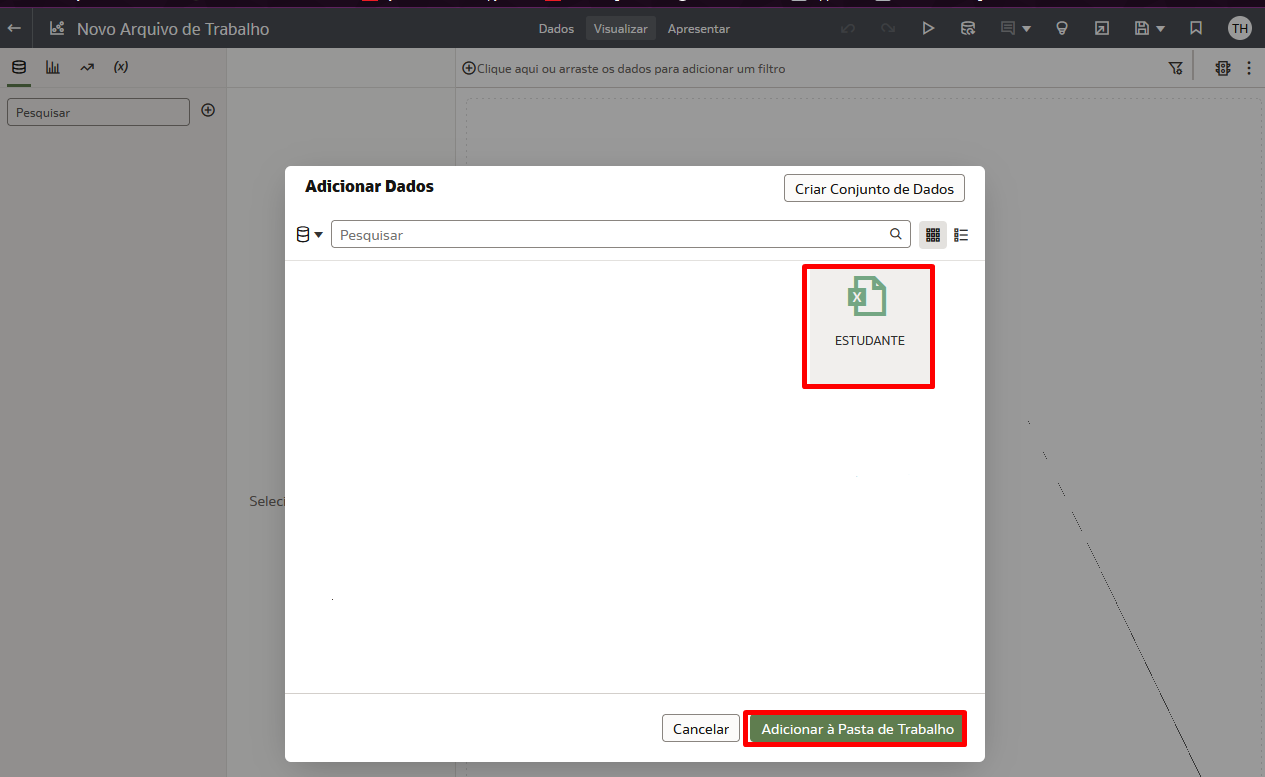 Novo Arquivo de Trabalho
Dados
Visualizar
Apresentar
TH
(x)
Clique aqui ou arraste os dados para adicionar um filtro
Pesquisar
Adicionar Dados
Criar Conjunto de Dados
Pesquisar
X
ESTUDANTE
Seleci
Cancelar
Adicionar à Pasta de Trabalho